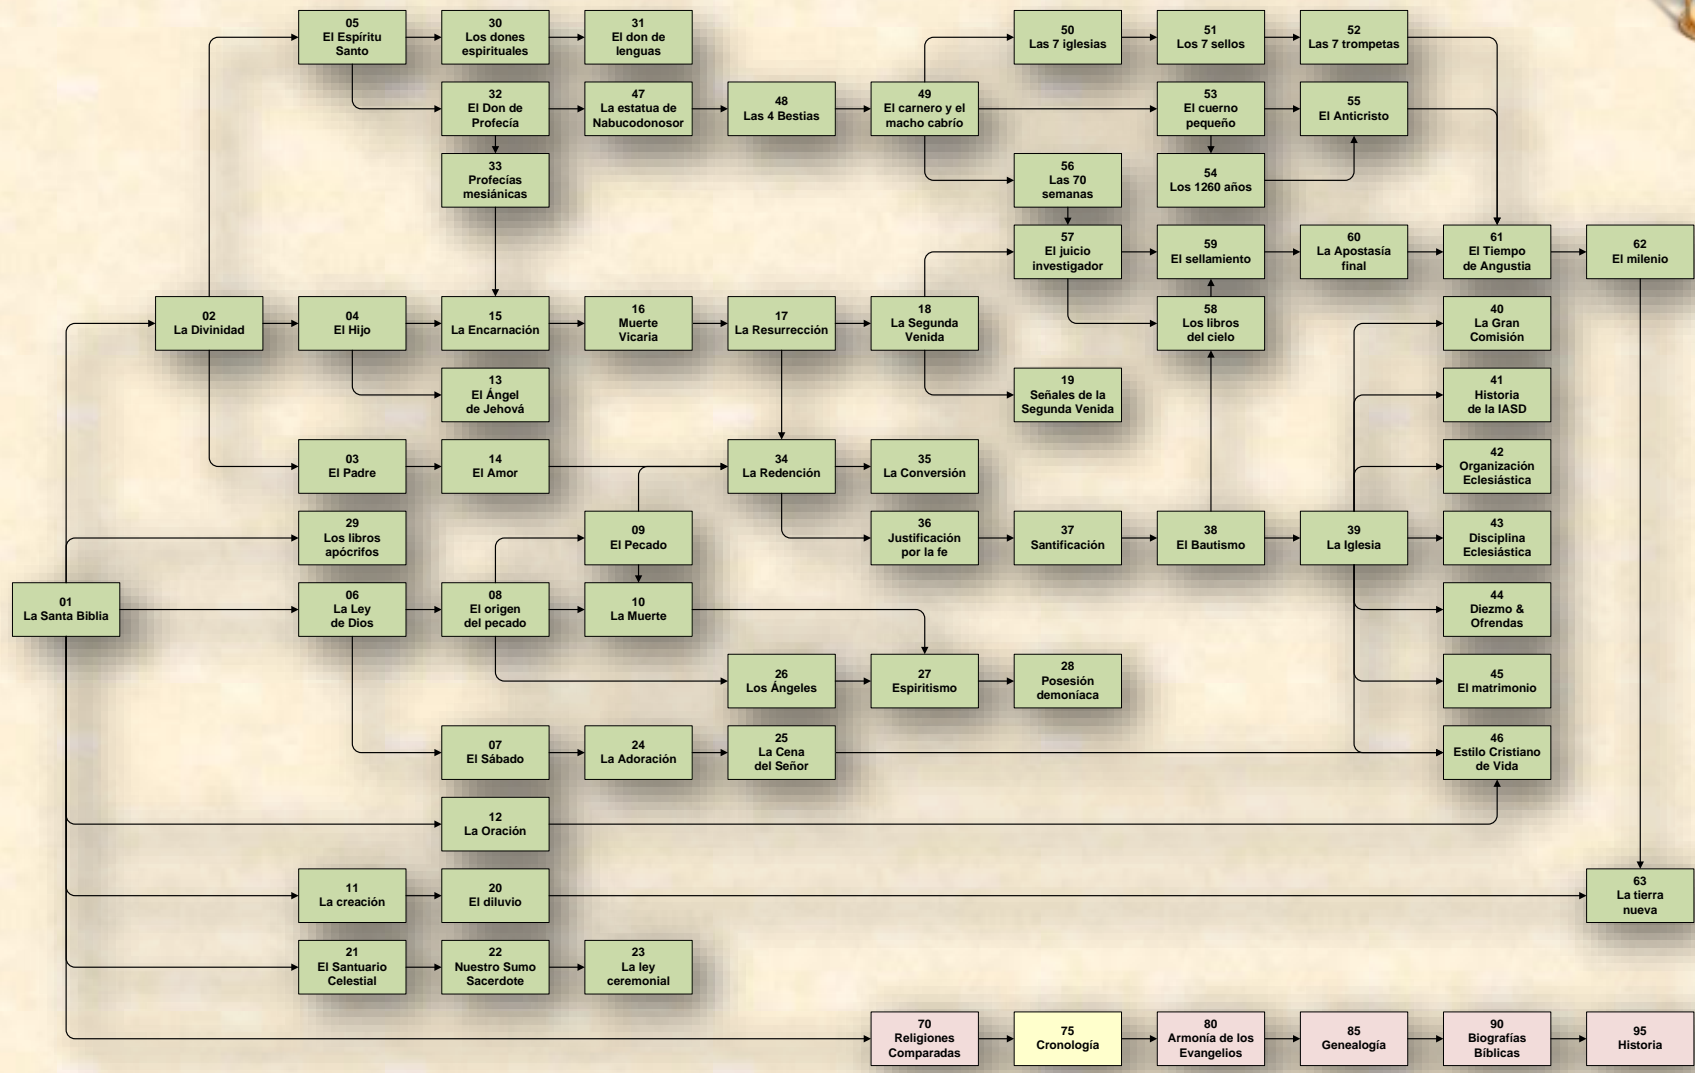 05
El Espíritu
Santo
30
Los dones
espirituales
31
El don de
lenguas
50
Las 7 iglesias
51
Los 7 sellos
52
Las 7 trompetas
32
El Don de
Profecía
47
La estatua de
Nabucodonosor
48
Las 4 Bestias
49
El carnero y el
macho cabrío
53
El cuerno
pequeño
55
El Anticristo
33
Profecías
mesiánicas
56
Las 70
semanas
54
Los 1260 años
57
El juicio
investigador
59
El sellamiento
60
La Apostasía
final
61
El Tiempo
de Angustia
62
El milenio
02
La Divinidad
04
El Hijo
15
La Encarnación
16
Muerte
Vicaria
17
La Resurrección
18
La Segunda
Venida
58
Los libros
del cielo
40
La Gran
Comisión
13
El Ángel
de Jehová
19
Señales de la
Segunda Venida
41
Historia
de la IASD
03
El Padre
14
El Amor
34
La Redención
35
La Conversión
42
Organización
Eclesiástica
29
Los libros
apócrifos
09
El Pecado
36
Justificación
por la fe
37
Santificación
38
El Bautismo
39
La Iglesia
43
Disciplina
Eclesiástica
01
La Santa Biblia
06
La Ley
de Dios
08
El origen
del pecado
10
La Muerte
44
Diezmo &
Ofrendas
26
Los Ángeles
27
Espiritismo
28
Posesión
demoníaca
45
El matrimonio
07
El Sábado
24
La Adoración
25
La Cena
del Señor
46
Estilo Cristiano
de Vida
12
La Oración
11
La creación
20
El diluvio
63
La tierra
nueva
21
El Santuario
Celestial
22
Nuestro Sumo
Sacerdote
23
La ley
ceremonial
70
Religiones
Comparadas
75
Cronología
80
Armonía de los
Evangelios
85
Genealogía
90
Biografías
Bíblicas
95
Historia